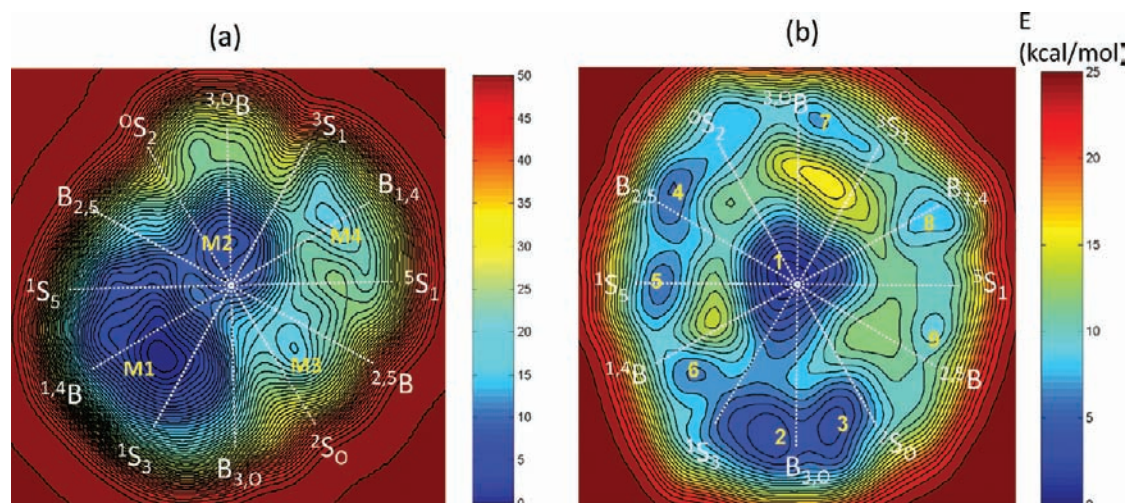 (a)
(b)
E
(kcal/mol)
3,OB
OS2
3S1
B2,5
B1,4
M2
M4
1S5
5S1
M1
M3
1,4B
2,5B
1S3
2SO
B3,O
50
45
40
35
30
25
20
15
10
5
0
3,OB
7
OS2
3S1
4
B2,5
B1,4
8
1
1S5
5
S1
9
1,4B
6
2,5B
2
3
1S3
SO
B3,O
25
20
15
10
5
0